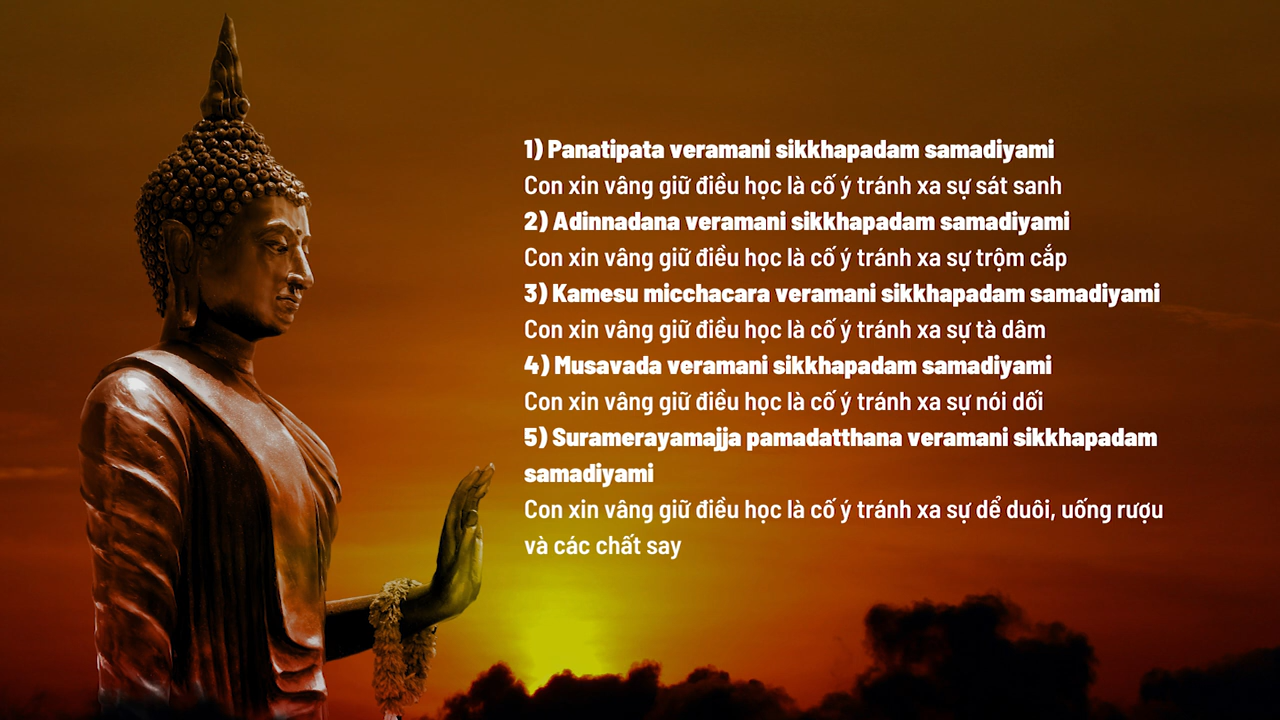 1) Panatipata veramani sikkhapadam samadiyami
Con xin vâng giữ điều học là cố ý tránh xa sự sát sanh
2) Adinnadana veramani sikkhapadam samadiyami
Con xin vâng giữ điều học là cố ý tránh xa sự trộm cắp
3) Kamesu micchacara veramani sikkhapadam samadiyami
Con xin vâng giữ điều học là cố ý tránh xa sự tà dâm
4) Musavada veramani sikkhapadam samadiyami
Con xin vâng giữ điều học là cố ý tránh xa sự nói dối
5) Suramerayamajja pamadatthana veramani sikkhapadam
samadiyami
Con xin vâng giữ điều học là cố ý tránh xa sự dể duôi, uống rượu
và các chất say